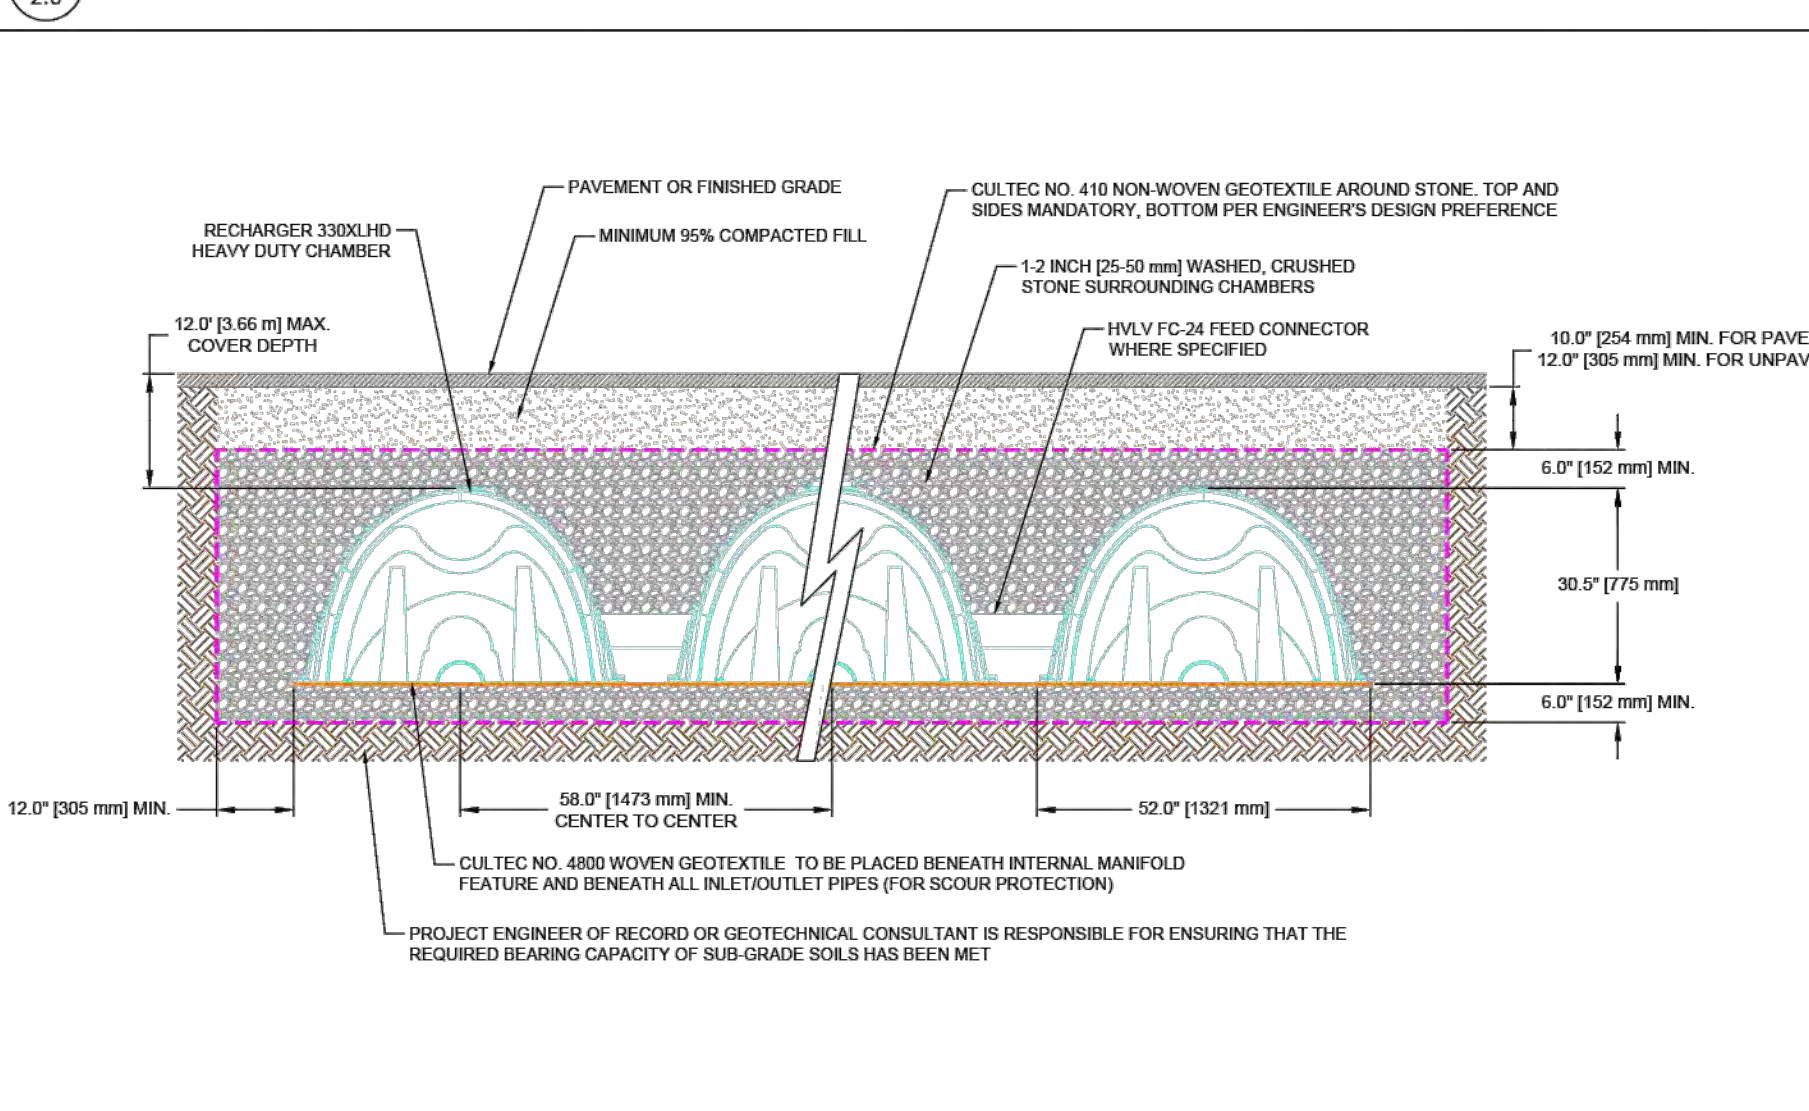 PAVEMENT OR FINISHED GRADE
CULTEC NO. 410 NON-WOVEN GEOTEXTILE AROUND STONE. TOP AND
SIDES MANDATORY, BOTTOM PER ENGINEER'S DESIGN PREFERENCE
RECHARGER 330XLHD
HEAVY DUTY CHAMBER
MINIMUM 95% COMPACTED FILL
1-2 INCH [25-50 mm] WASHED, CRUSHED
STONE SURROUNDING CHAMBERS
12.0' [3.66 m] MAX.
COVER DEPTH
HVLV FC-24 FEED CONNECTOR
WHERE SPECIFIED
10.0" [254 mm] MIN. FOR PAVE
12.0" [305 mm] MIN. FOR UNPAV
6.0" [152 mm] MIN.
30.5" [775 mm]
6.0" [152 mm] MIN.
12.0" [305 mm] MIN.
58.0" [1473 mm] MIN.
CENTER TO CENTER
52.0" [1321 mm]
CULTEC NO. 4800 WOVEN GEOTEXTILE TO BE PLACED BENEATH INTERNAL MANIFOLD
FEATURE AND BENEATH ALL INLET/OUTLET PIPES (FOR SCOUR PROTECTION)
PROJECT ENGINEER OF RECORD OR GEOTECHNICAL CONSULTANT IS RESPONSIBLE FOR ENSURING THAT THE
REQUIRED BEARING CAPACITY OF SUB-GRADE SOILS HAS BEEN MET